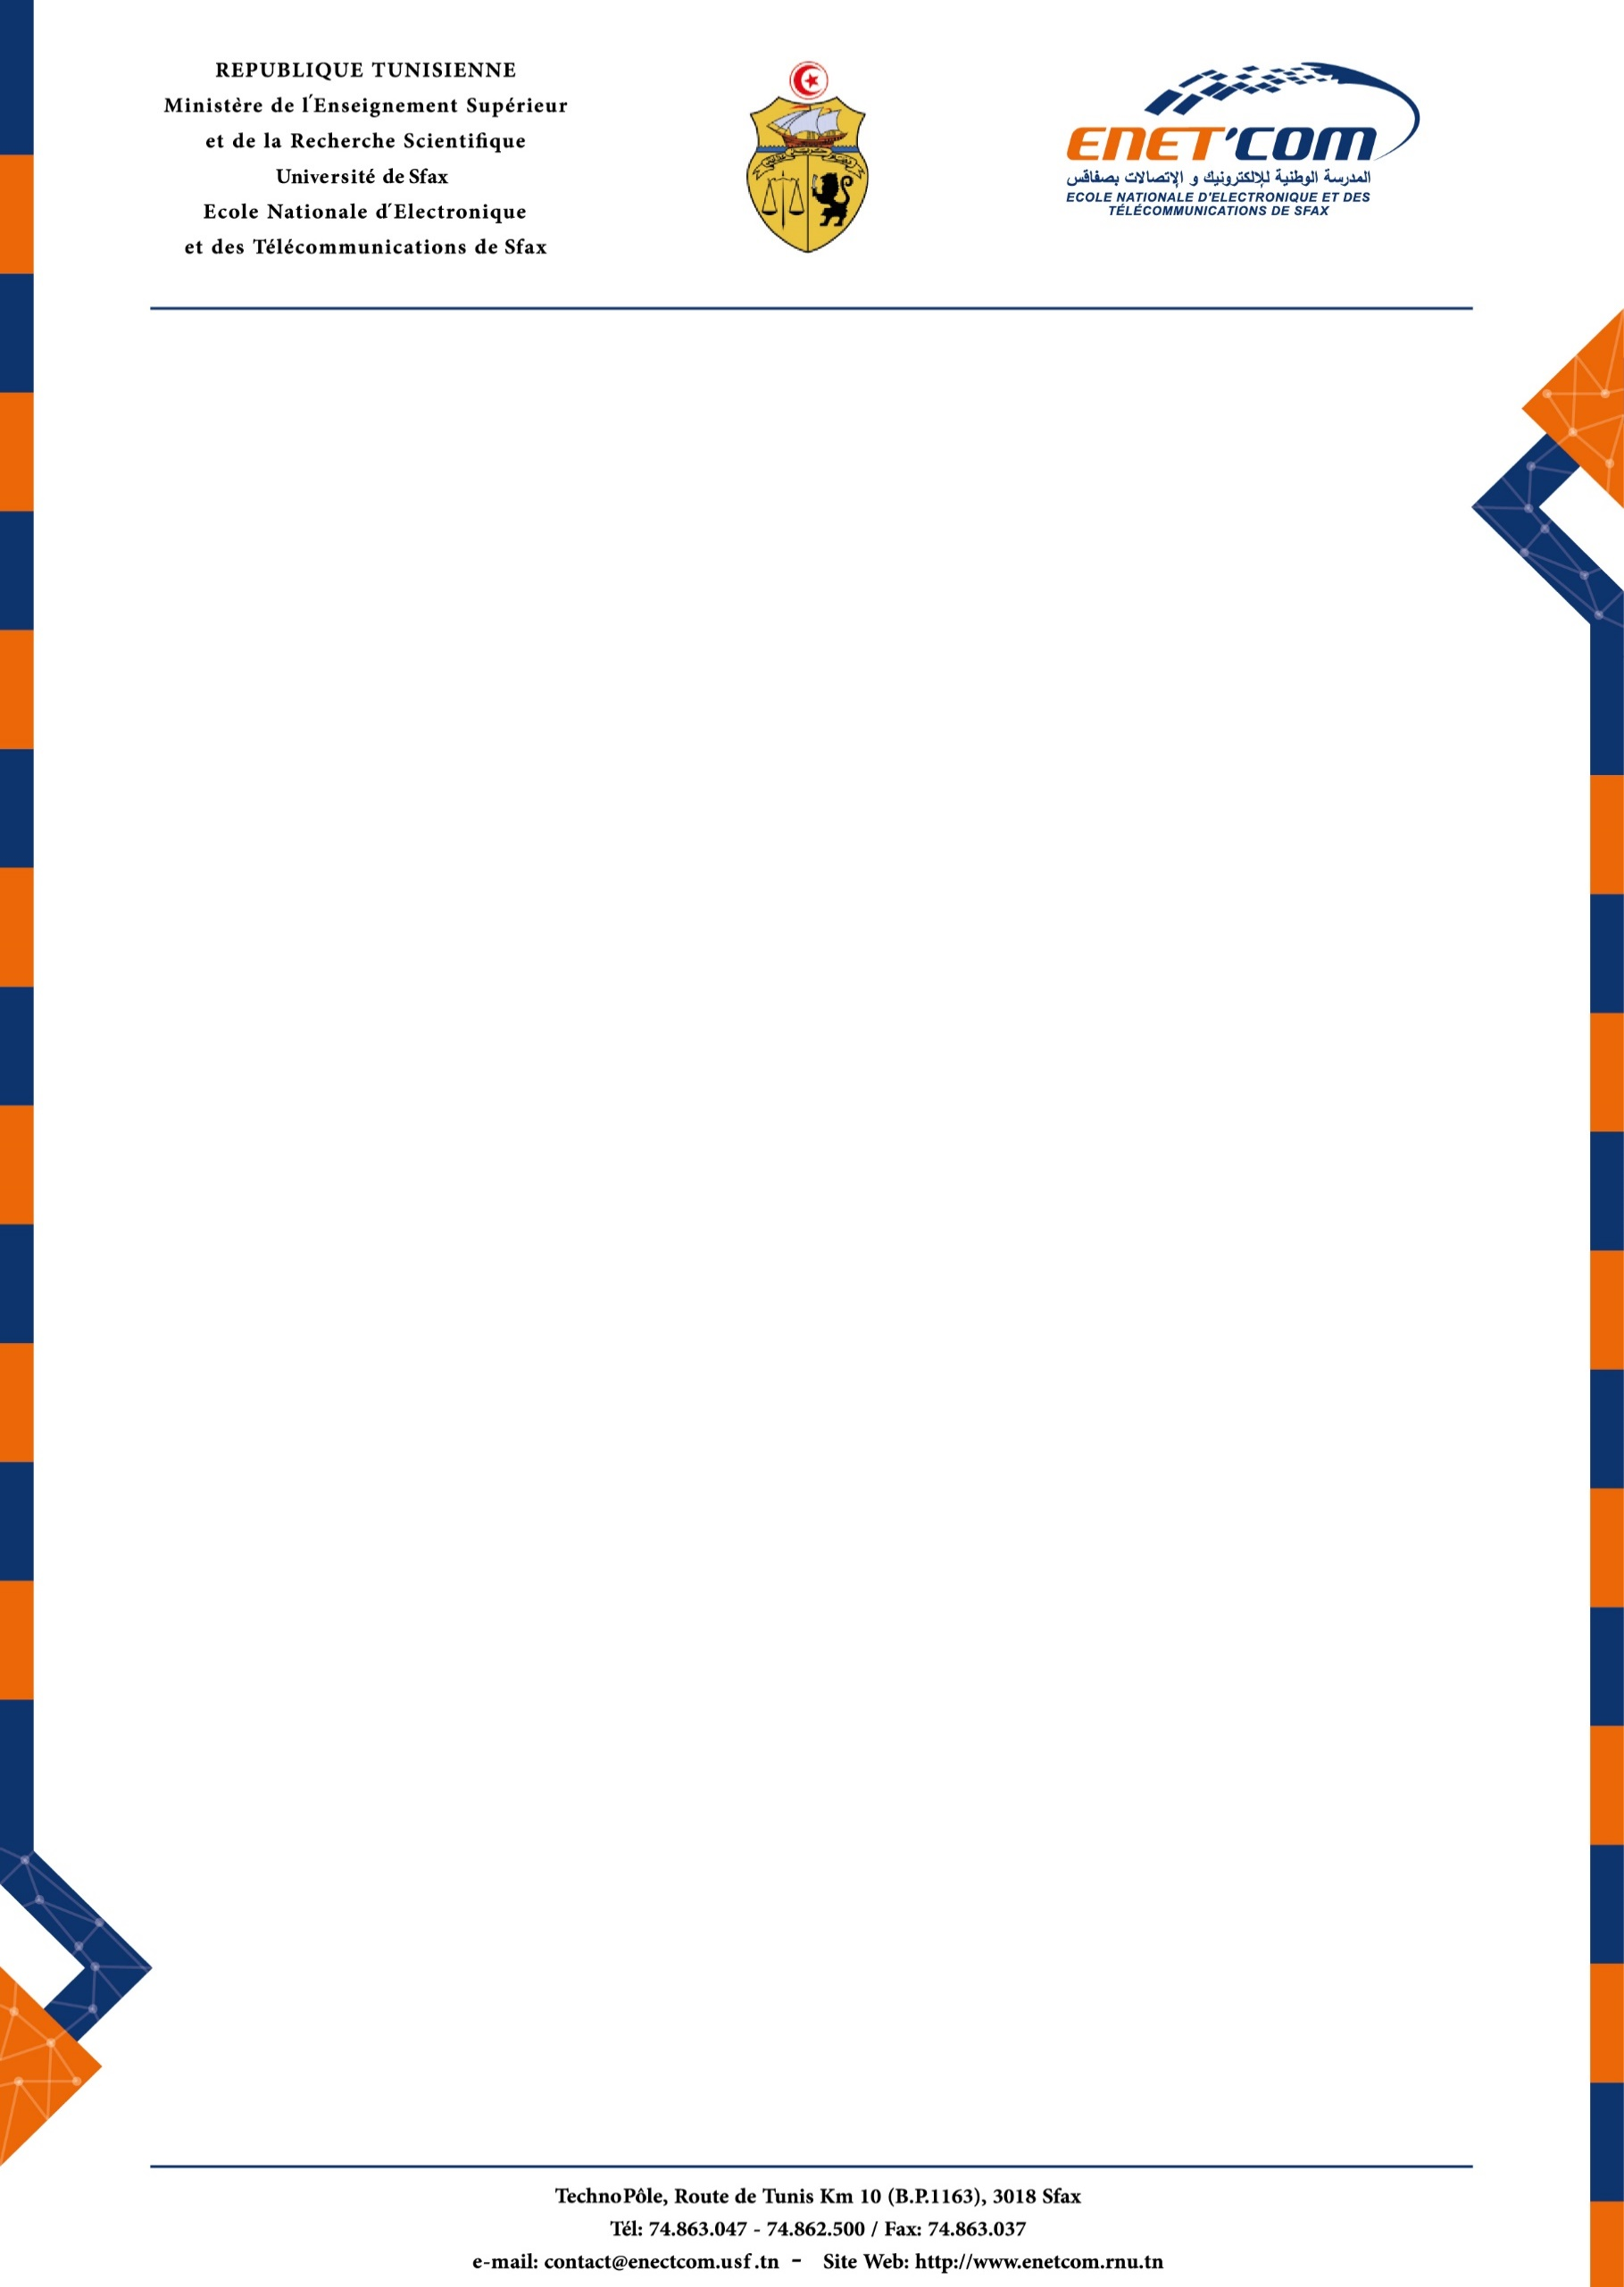 REPUBLIQUE TUNISIENNE
Ministère de l'Enseignement Supérieur
et de la Recherche Scientifique
Université de Sfax
Ecole Nationale d'Electronique
et des Télécommunications de Sfax
ENET'COM
المدرسة الوطنية للإلكترونيك و الإتصالات بصفاقس
ECOLE NATIONALE D'ELECTRONIQUE ET DES
TÉLÉCOMMUNICATIONS DE SFAX
TechnoPôle, Route de Tunis Km 10 (B.P.1163), 3018 Sfax
Tél: 74.863.047 - 74.862.500 / Fax: 74.863.037
e-mail: contact@enectcom.usf.tn - Site Web: http://www.enetcom.rnu.tn